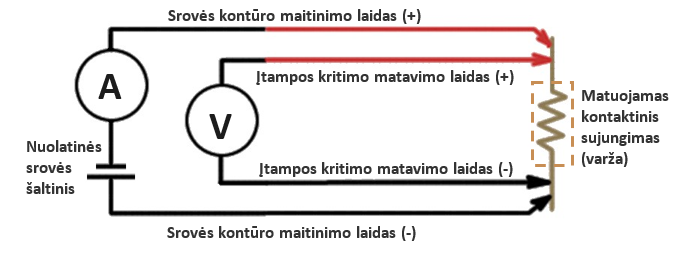 Srovės kontūro maitinimo laidas (+)
A
Įtampos kritimo matavimo laidas (+)
V
Nuolatinės
srovės
šaltinis
Matuojamas
kontaktinis
sujungimas
(varža)
Įtampos kritimo matavimo laidas (-)
Srovės kontūro maitinimo laidas (-)